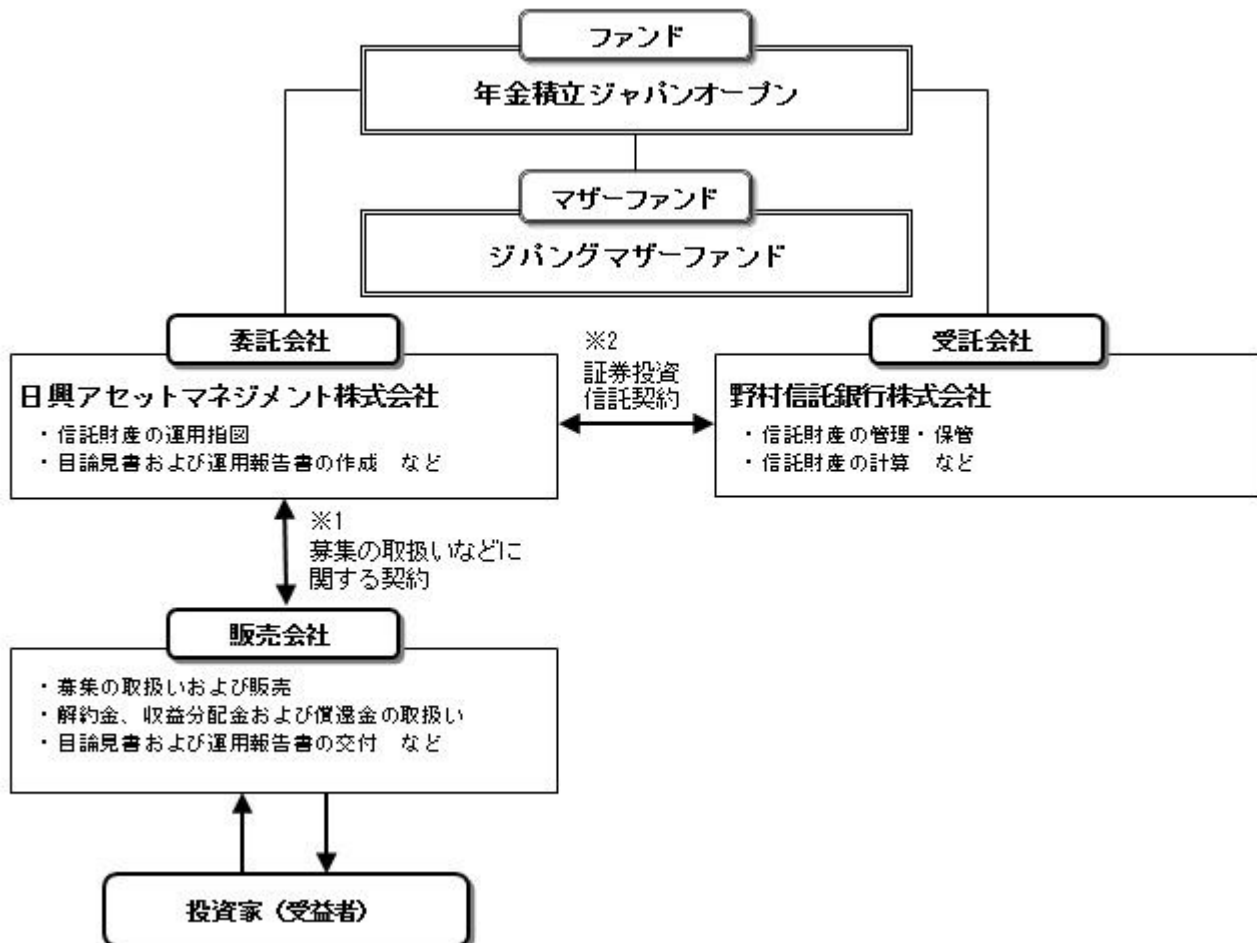 ファンド
年金積立ジャパンオープン
マザーファンド
ジパングマザーファンド
委託会社
日興アセットマネジメント株式会社
・信託財産の運用指図
・目論見書および運用報告書の作成 など
※2
証券投資
信託契約
受託会社
野村信託銀行株式会社
・信託財産の管理・保管
・信託財産の計算 など
※1
募集の取扱いなどに
関する契約
販売会社
・募集の取扱いおよび販売
・解約金、収益分配金および償還金の取扱い
・目論見書および運用報告書の交付 など
投資家（受益者）